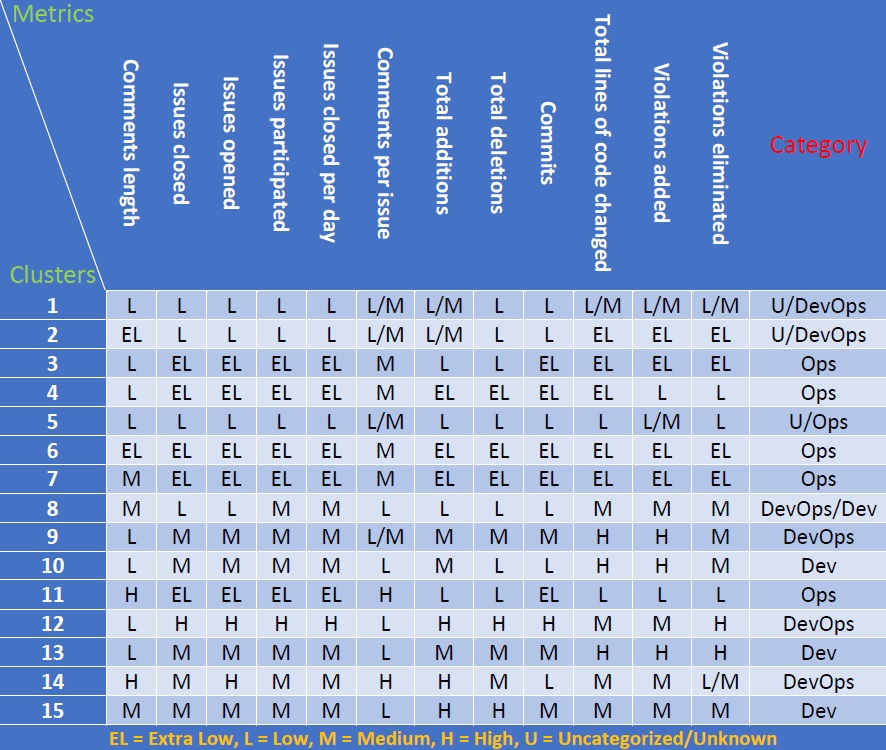 Metrics
Comments length
Issues closed
Issues opened
Issues participated
Issues closed per day
Comments per issue
Total additions
Total deletions
Commits
Total lines of code changed
Violations added
Violations eliminated
Category
Clusters
1 L L L L L L/M L/M L L L/M L/M L/M U/DevOps
2 EL L L L L L/M L/M L L EL EL EL U/DevOps
3 L EL EL EL EL M L L EL EL EL EL Ops
4 L EL EL EL EL M EL EL EL EL L L Ops
5 L L L L L L/M L L L L L/M L U/Ops
6 EL EL EL EL EL M EL EL EL EL EL EL Ops
7 M EL EL EL EL M EL EL EL EL EL EL Ops
8 M L L M M L L L L M M M DevOps/Dev
9 L M M M M L/M M M M H H M DevOps
10 L M M M M L M L L H H M Dev
11 H EL EL EL EL H L L EL L L L Ops
12 L H H H H L H H H M M H DevOps
13 L M M M M L M M M H H H Dev
14 H M H M M H H M L M M L/M DevOps
15 M M M M M L H H M M M M Dev
EL = Extra Low, L = Low, M = Medium, H = High, U = Uncategorized/Unknown